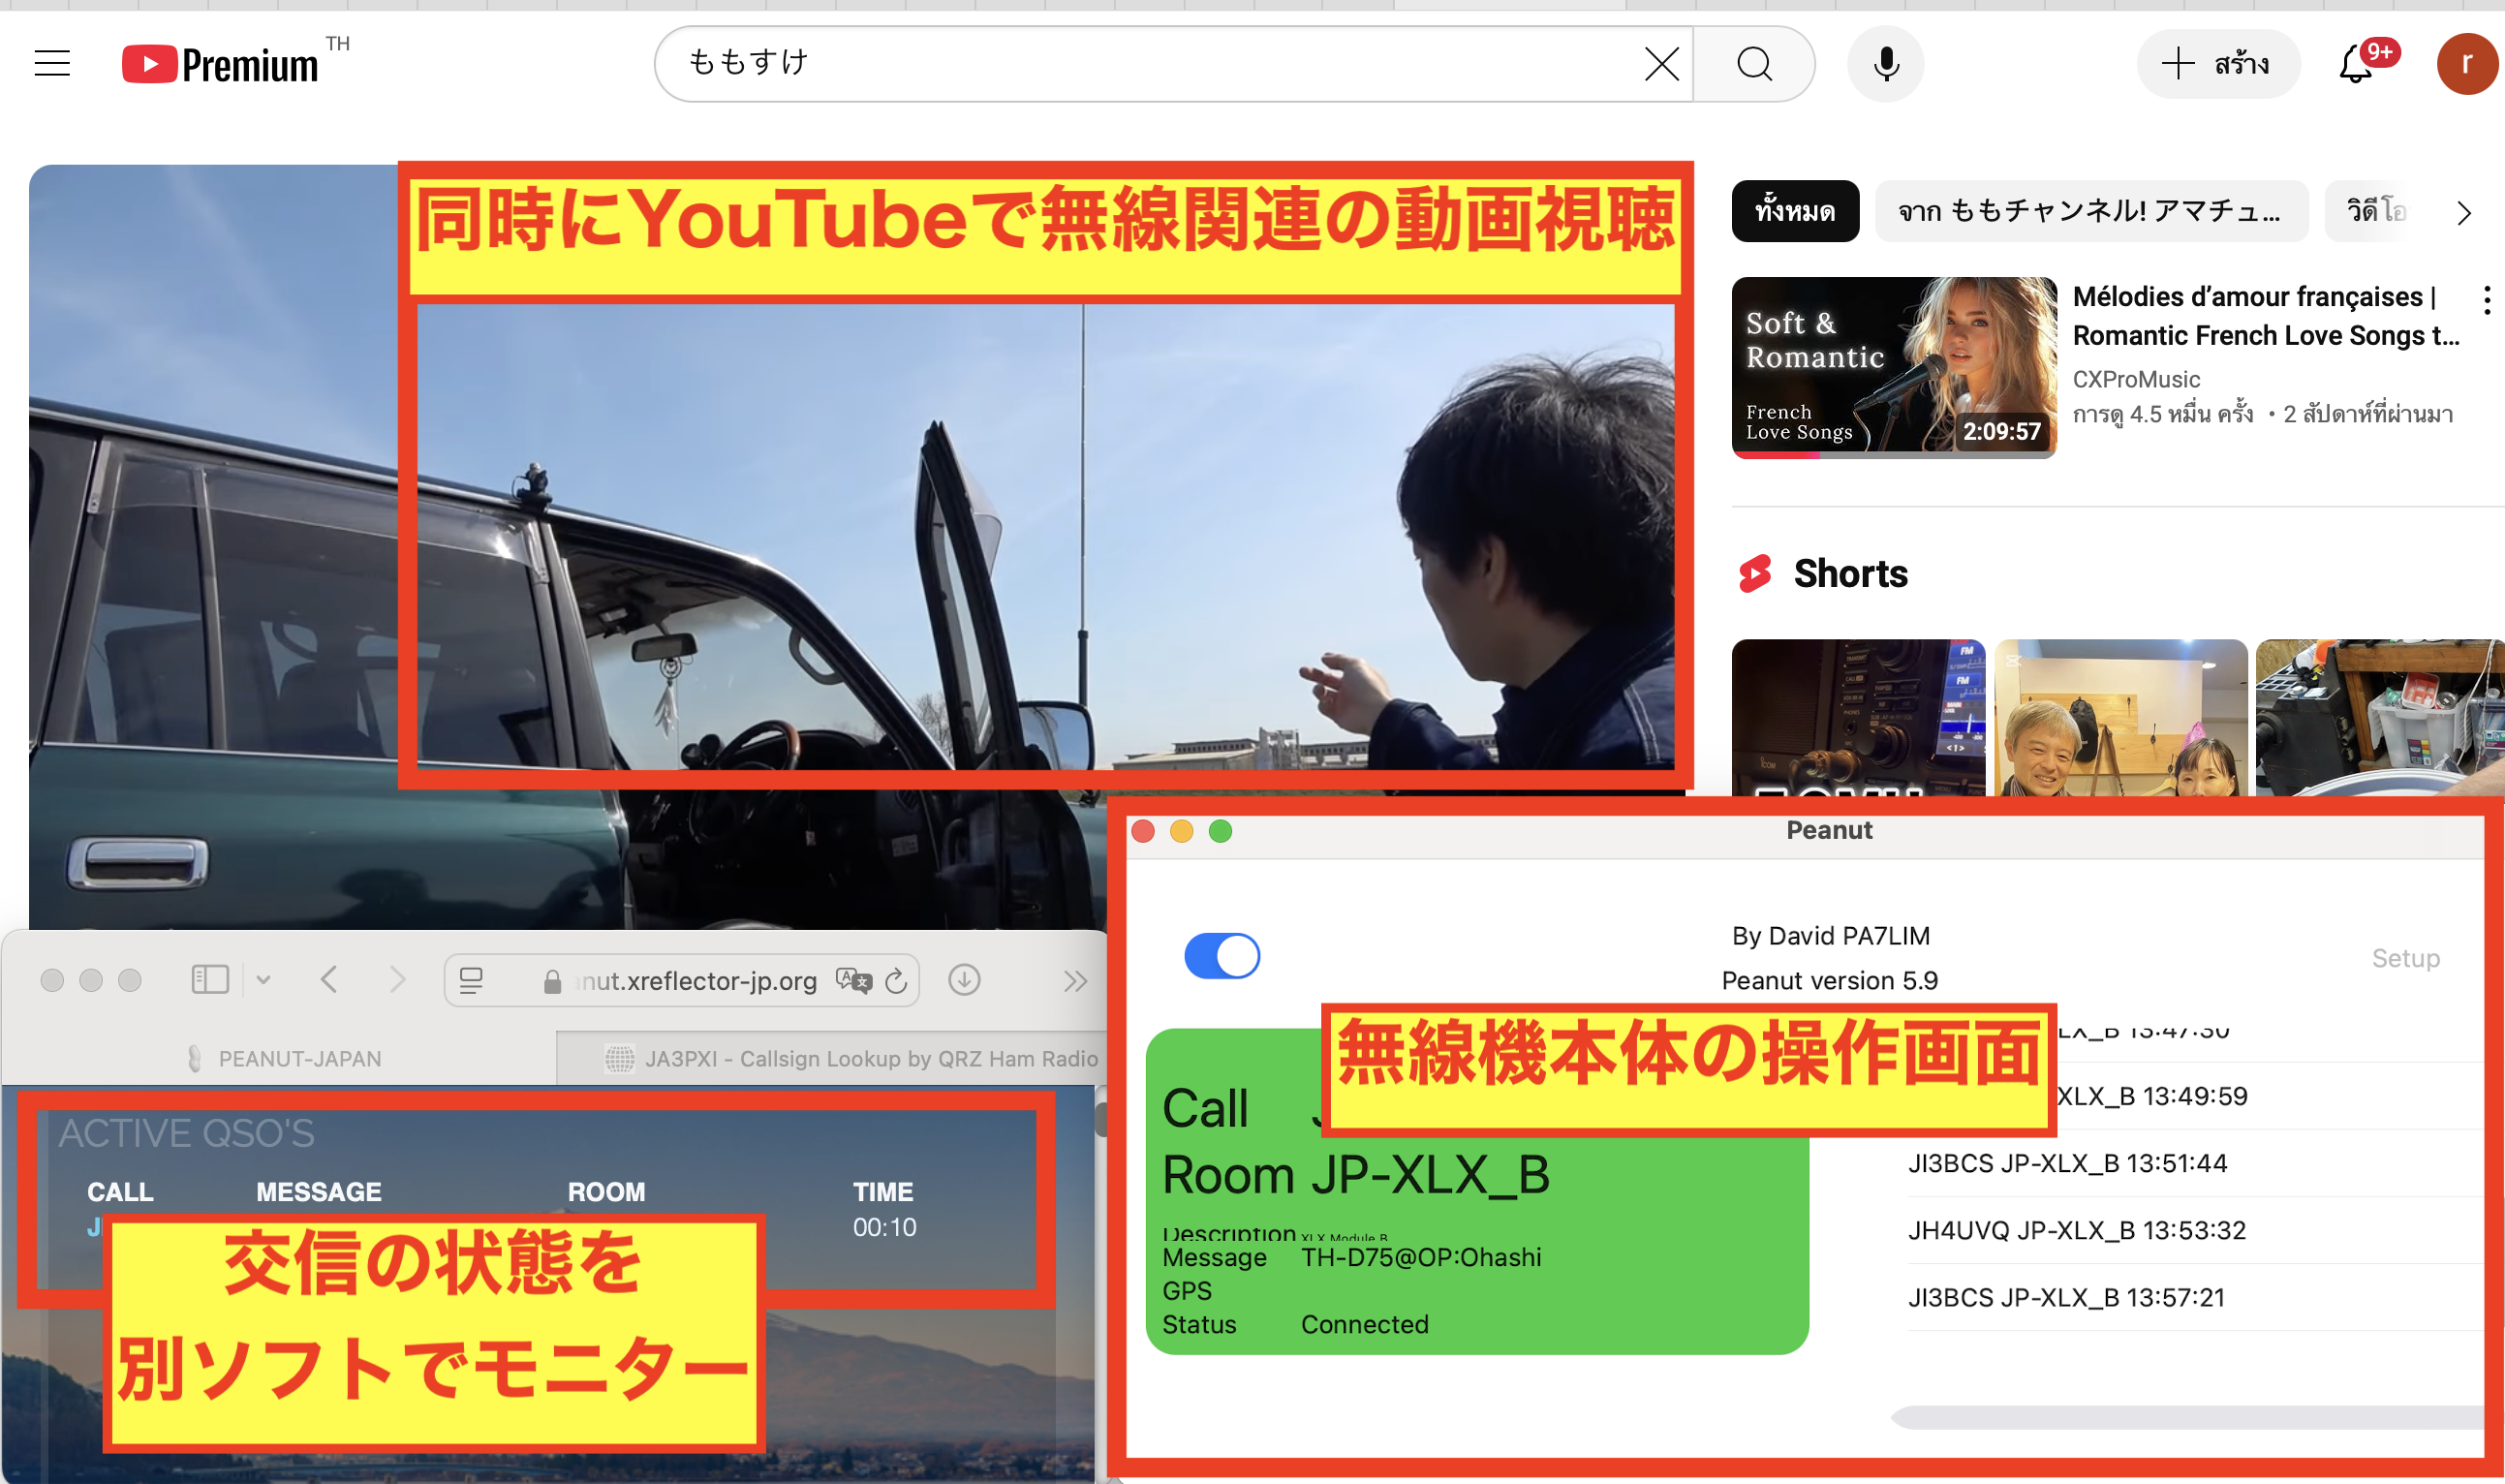 Premium TH
ももすけ
สร้าง
9+
r
同時にYouTubeで無線関連の動画視聴
ทั้งหมด
จาก ももチャンネル! アマチュ...
วิดีโอ
Soft &
Romantic
French
Love Songs
2:09:57
Mélodies d’amour françaises |
Romantic French Love Songs t...
CXProMusic
การดู 4.5 หมื่น ครั้ง • 2 สัปดาห์ที่ผ่านมา
Shorts
FM
FM
ICOM
Peanut
By David PA7LIM
Peanut version 5.9
Setup
無線機本体の操作画面
Call
Room JP-XLX_B
Description XLX Module B
Message TH-D75@OP:Ohashi
GPS
Status Connected
LX_B 13:47:30
XLX_B 13:49:59
JI3BCS JP-XLX_B 13:51:44
JH4UVQ JP-XLX_B 13:53:32
JI3BCS JP-XLX_B 13:57:21
nut.xreflector-jp.org
PEANUT-JAPAN
JA3PXI - Callsign Lookup by QRZ Ham Radio
ACTIVE QSO'S
CALL MESSAGE ROOM TIME
00:10
交信の状態を
別ソフトでモニター